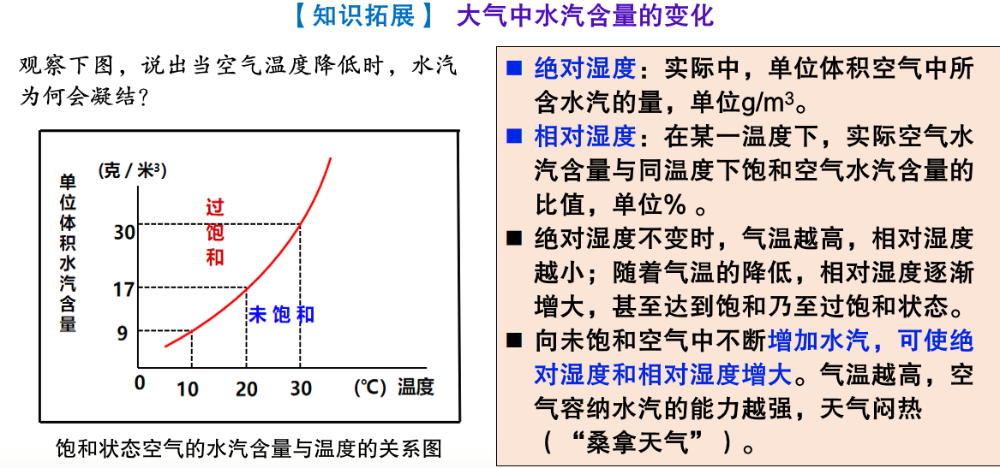 【知识拓展】 大气中水汽含量的变化
观察下图，说出当空气温度降低时，水汽
为何会凝结？
单位体积水汽含量
(克 / 米³)
过饱和
30
17
未饱和
9
0
10
20
30
(℃) 温度
饱和状态空气的水汽含量与温度的关系图
■ 绝对湿度：实际中，单位体积空气中所
含水汽的量，单位g/m³。
■ 相对湿度：在某一温度下，实际空气水
汽含量与同温度下饱和空气水汽含量的
比值，单位% 。
■ 绝对湿度不变时，气温越高，相对湿度
越小；随着气温的降低，相对湿度逐渐
增大，甚至达到饱和乃至过饱和状态。
■ 向未饱和空气中不断增加水汽，可使绝
对湿度和相对湿度增大。气温越高，空
气容纳水汽的能力越强，天气闷热
（“桑拿天气”）。